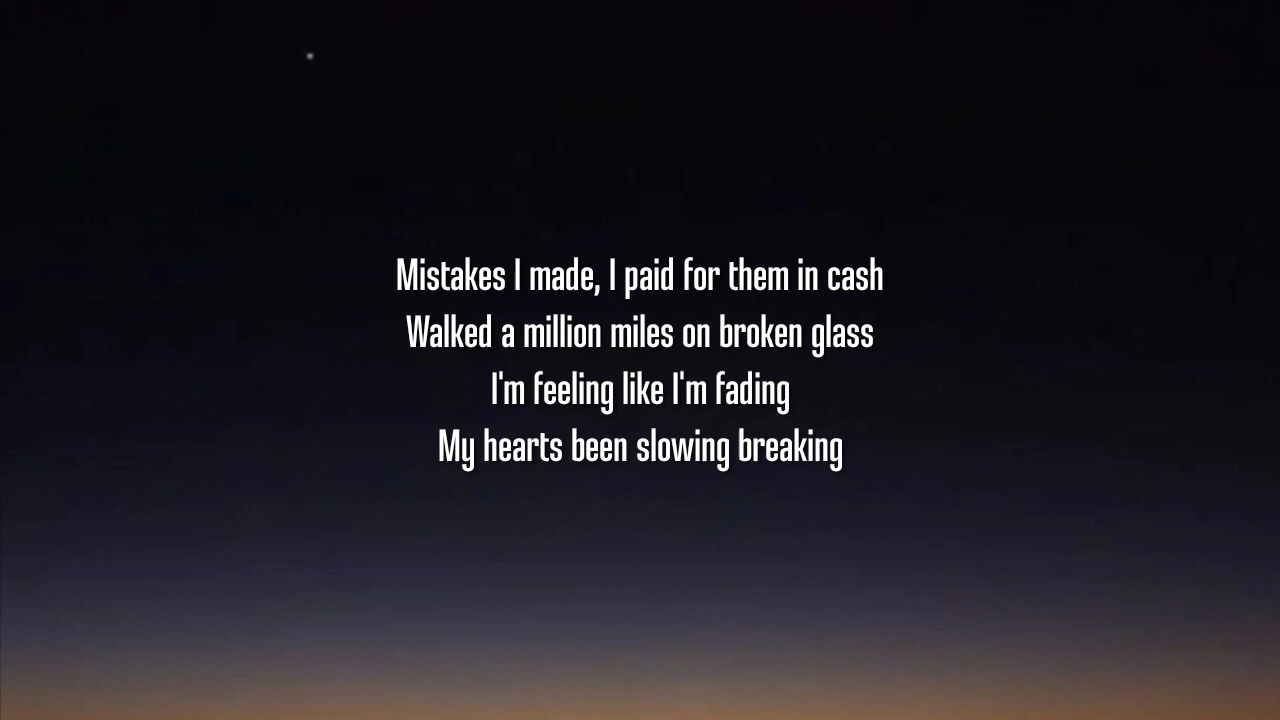 Mistakes I made, I paid for them in cash
Walked a million miles on broken glass
I'm feeling like I'm fading
My hearts been slowing breaking